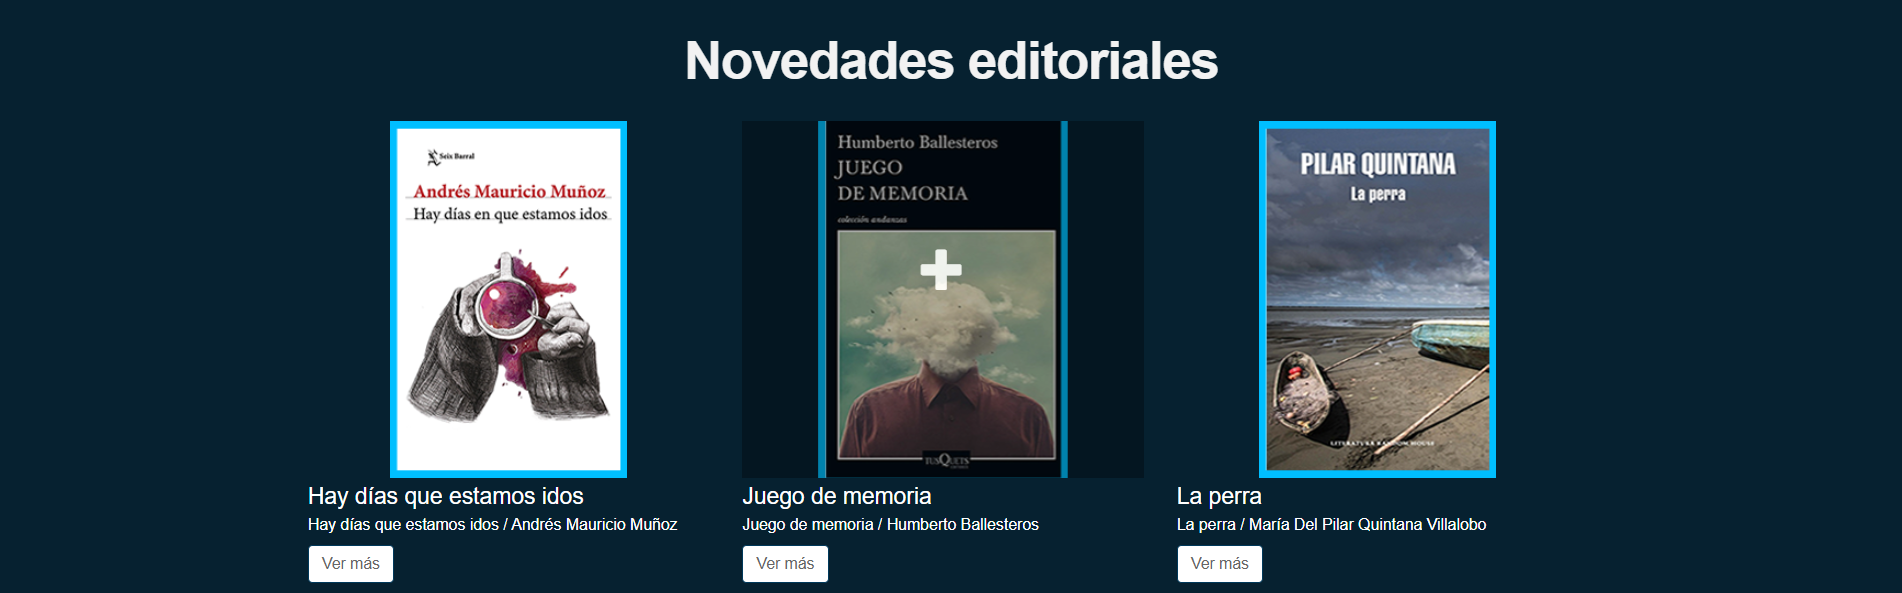 Novedades editoriales
Seix Barral
Andrés Mauricio Muñoz
Hay días en que estamos idos
Humberto Ballesteros
JUEGO
DE MEMORIA
colección andanzas
TUSQUETS
PILAR QUINTANA
La perra
LITERATURA RANDOM HOUSE
Hay días que estamos idos
Hay días que estamos idos / Andrés Mauricio Muñoz
Ver más
Juego de memoria
Juego de memoria / Humberto Ballesteros
Ver más
La perra
La perra / María Del Pilar Quintana Villalobo
Ver más